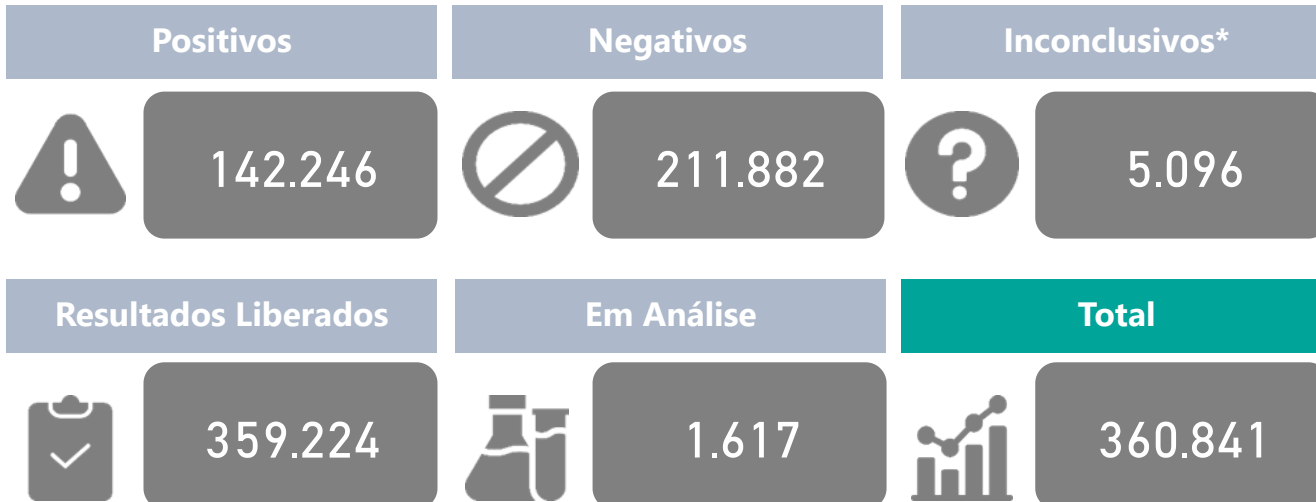 Positivos
Negativos
Inconclusivos*
142.246
211.882
5.096
Resultados Liberados
Em Análise
Total
359.224
1.617
360.841